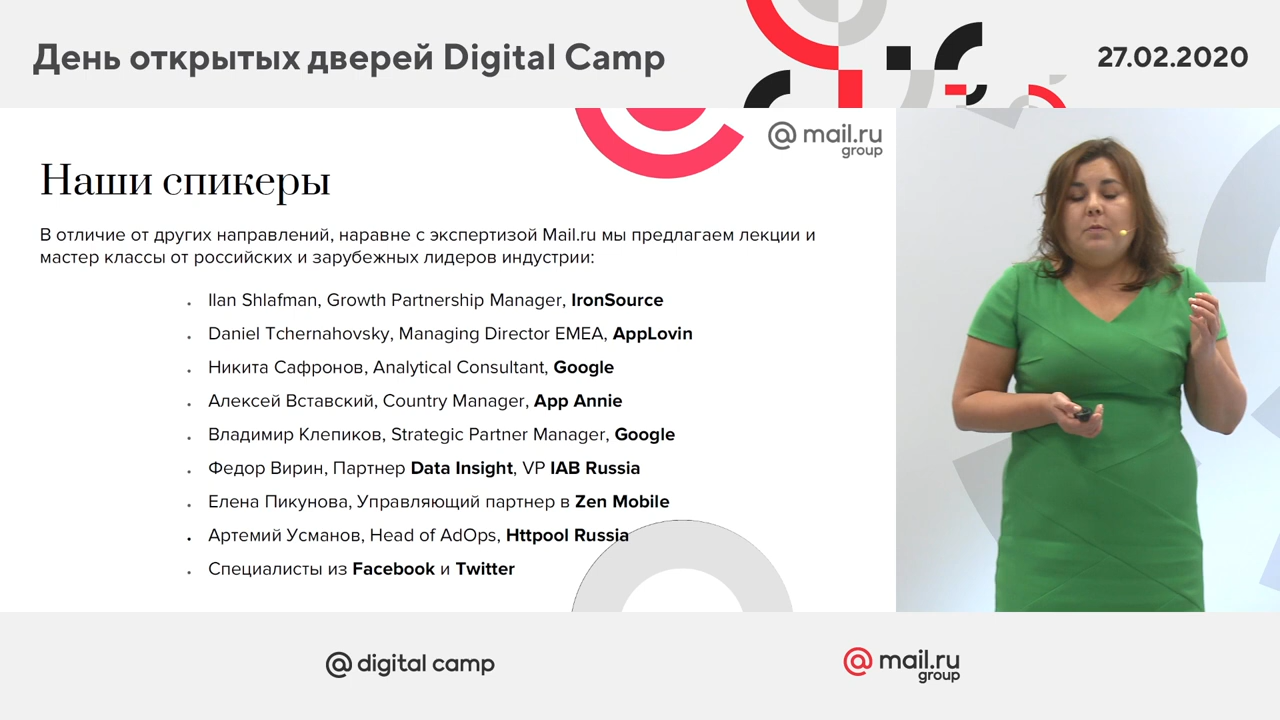 День открытых дверей Digital Camp
27.02.2020
@ mail.ru
group
Наши спикеры
В отличие от других направлений, наравне с экспертизой Mail.ru мы предлагаем лекции и
мастер классы от российских и зарубежных лидеров индустрии:
• Ilan Shlafman, Growth Partnership Manager, IronSource
• Daniel Tchernahovsky, Managing Director EMEA, AppLovin
• Никита Сафронов, Analytical Consultant, Google
• Алексей Вставский, Country Manager, App Annie
• Владимир Клепиков, Strategic Partner Manager, Google
• Федор Вирин, Партнер Data Insight, VP IAB Russia
• Елена Пикунова, Управляющий партнер в Zen Mobile
• Артемий Усманов, Head of AdOps, Httpool Russia
• Специалисты из Facebook и Twitter
@ digital camp
@ mail.ru
group